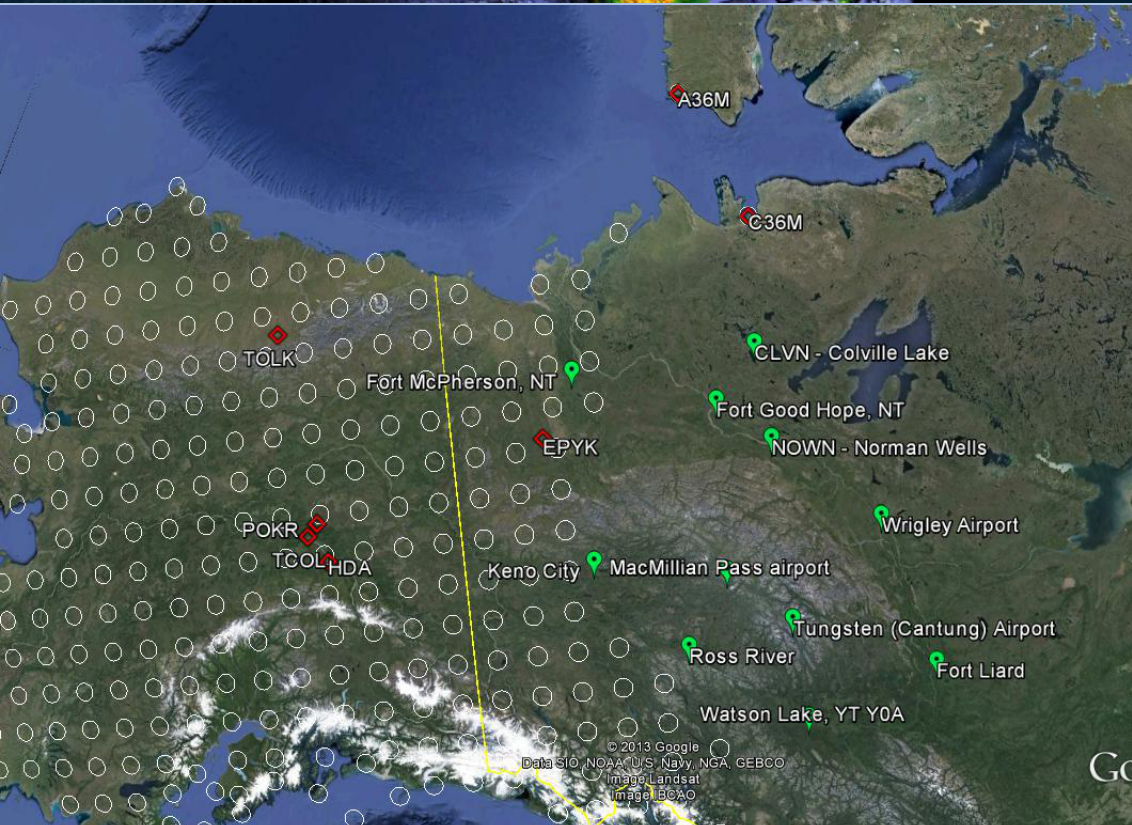 A36M
C36M
TOLK
CLVN - Colville Lake
Fort McPherson, NT
Fort Good Hope, NT
EPYK
NOWN - Norman Wells
POKR
Wrigley Airport
TCOL
HDA
Keno City
MacMillian Pass airport
Tungsten (Cantung) Airport
Ross River
Fort Liard
Watson Lake, YT Y0A
© 2013 Google
Data SIO, NOAA, U.S. Navy, NGA, GEBCO
Image Landsat
Image IBCAO
Go